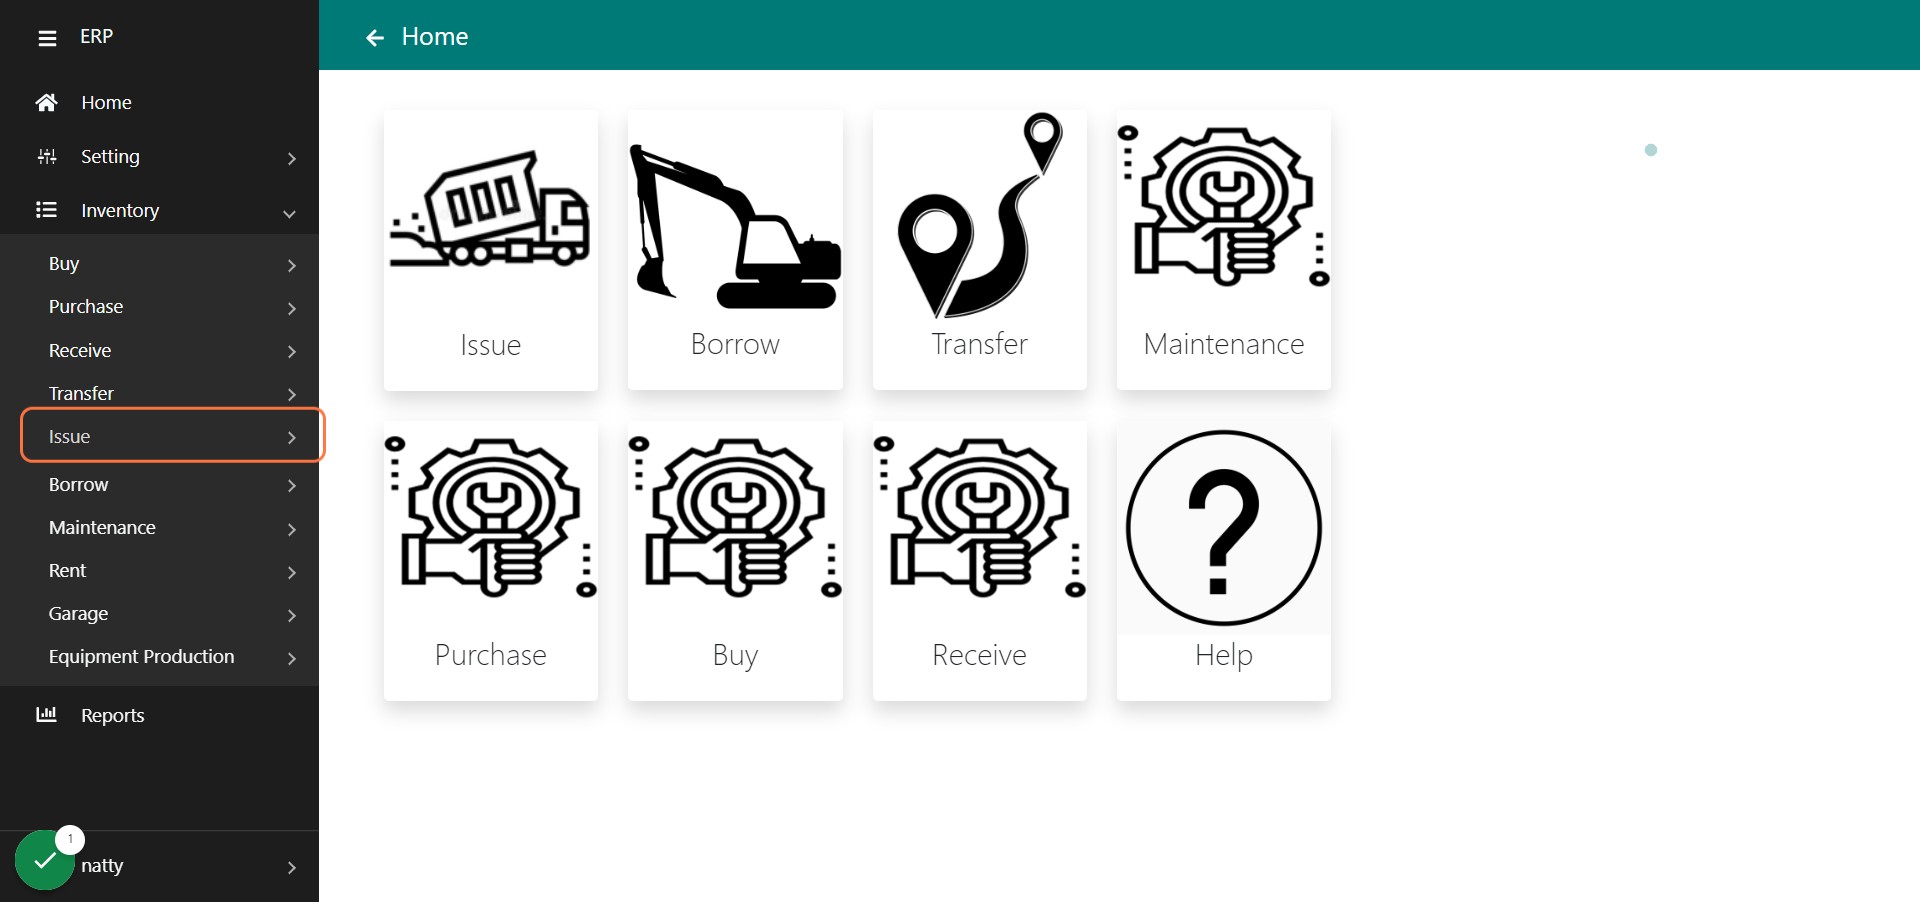 ERP
Home
Setting
Inventory
Buy
Purchase
Receive
Transfer
Issue
Borrow
Maintenance
Rent
Garage
Equipment Production
Reports
1
natty
Home
Issue
Borrow
Transfer
Maintenance
Purchase
Buy
Receive
?
Help